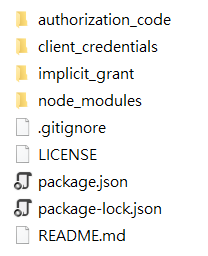 authorization_code
client_credentials
implicit_grant
node_modules
.gitignore
LICENSE
package.json
package-lock.json
README.md